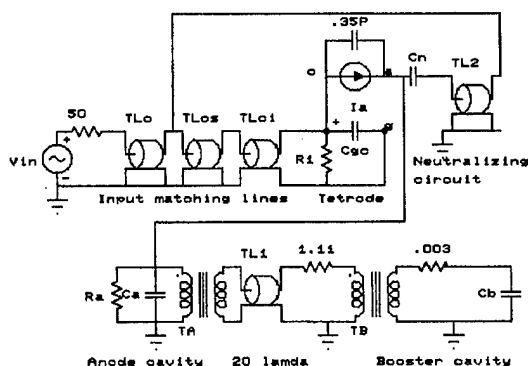 .35P
c
a
Cn
TL2
50
TLo
TLos
TLci
Ia
+
g
Vin
+
-
Ri
Cgc
Neutralizing
circuit
Input matching lines
Tetrode
TL1
1.11
.003
Ra
Ca
TA
TB
Cb
Anode cavity
20 lamda
Booster cavity